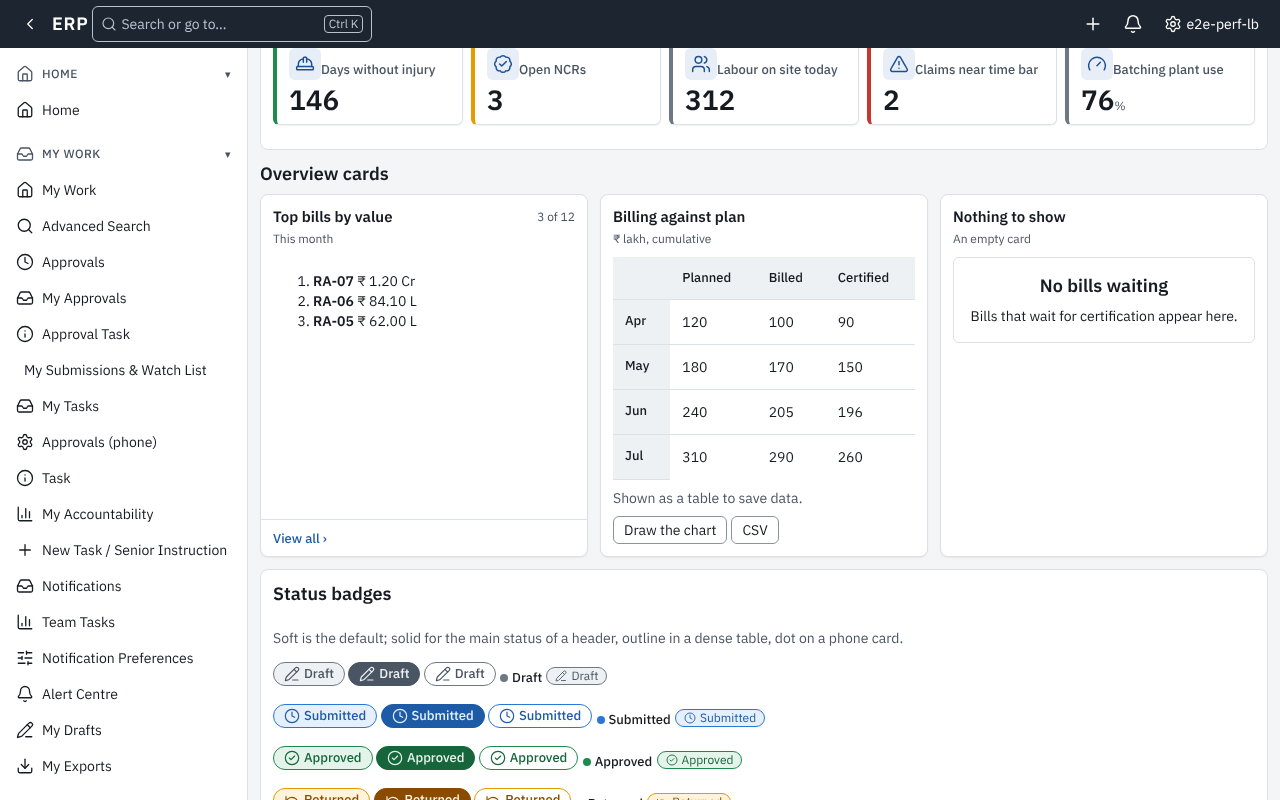 ERP
Search or go to...
Ctrl K
e2e-perf-lb
HOME
Home
MY WORK
My Work
Advanced Search
Approvals
My Approvals
Approval Task
My Submissions & Watch List
My Tasks
Approvals (phone)
Task
My Accountability
New Task / Senior Instruction
Notifications
Team Tasks
Notification Preferences
Alert Centre
My Drafts
My Exports
Days without injury
146
Open NCRs
3
Labour on site today
312
Claims near time bar
2
Batching plant use
76%
Overview cards
Top bills by value
3 of 12
This month
1. RA-07 ₹ 1.20 Cr
2. RA-06 ₹ 84.10 L
3. RA-05 ₹ 62.00 L
View all ›
Billing against plan
₹ lakh, cumulative
Planned Billed Certified
Apr 120 100 90
May 180 170 150
Jun 240 205 196
Jul 310 290 260
Shown as a table to save data.
Draw the chart CSV
Nothing to show
An empty card
No bills waiting
Bills that wait for certification appear here.
Status badges
Soft is the default; solid for the main status of a header, outline in a dense table, dot on a phone card.
Draft Draft Draft Draft Draft
Submitted Submitted Submitted Submitted Submitted
Approved Approved Approved Approved Approved
Returned Returned Returned Returned Returned